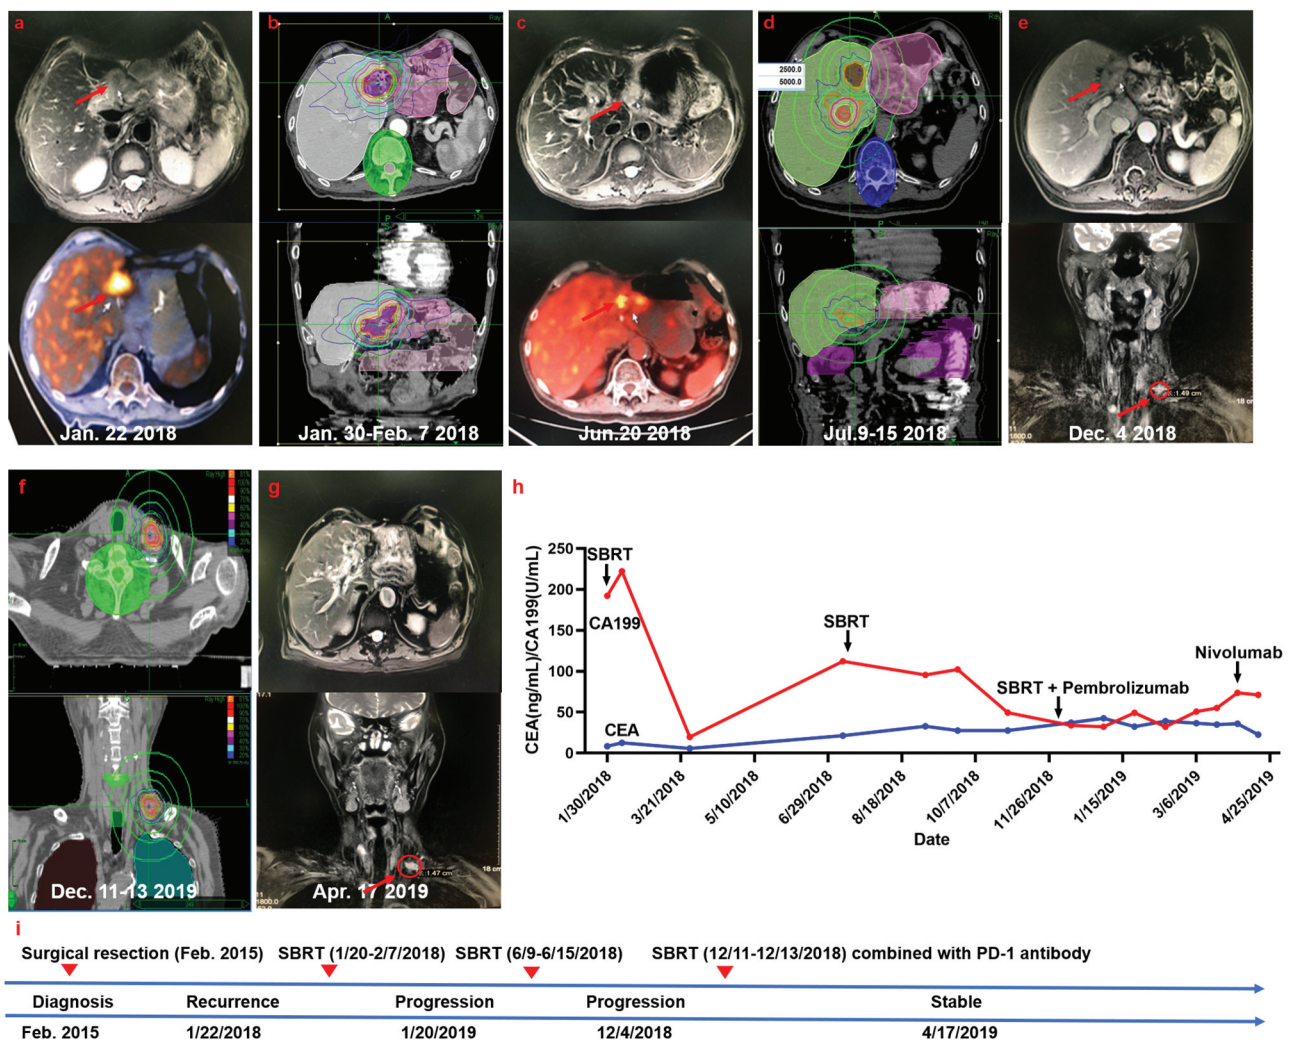 a
b
c
d
e
A
A
2500.0
5000.0
P
P
1.49 cm
18 cm
Jan. 22 2018
Jan. 30-Feb. 7 2018
Jun.20 2018
Jul.9-15 2018
Dec. 4 2018
f
g
h
A
17.1
L
1.47 cm
18 cm
Dec. 11-13 2019
Apr. 17 2019
CEA(ng/mL)/CA199(U/mL)
250
200
150
100
50
0
SBRT
CA199
CEA
SBRT
SBRT + Pembrolizumab
Nivolumab
1/30/2018
3/21/2018
5/10/2018
6/29/2018
8/18/2018
10/7/2018
11/26/2018
1/15/2019
3/6/2019
4/25/2019
Date
i
Surgical resection (Feb. 2015) SBRT (1/20-2/7/2018) SBRT (6/9-6/15/2018) SBRT (12/11-12/13/2018) combined with PD-1 antibody
Diagnosis Recurrence Progression Progression Stable
Feb. 2015 1/22/2018 1/20/2019 12/4/2018 4/17/2019